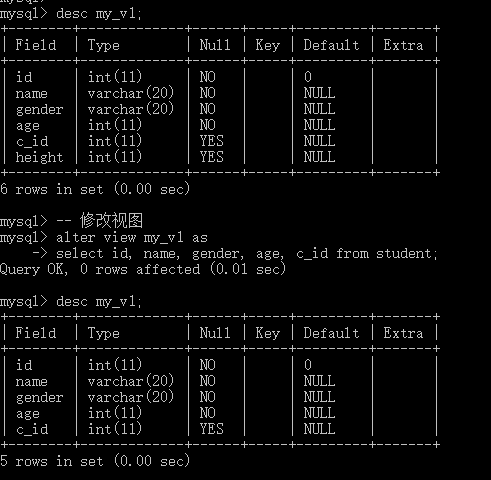 mysql> desc my_v1;
+--------+-------------+------+-----+---------+-------+
| Field  | Type        | Null | Key | Default | Extra |
+--------+-------------+------+-----+---------+-------+
| id     | int(11)     | NO   |     | 0       |       |
| name   | varchar(20) | NO   |     | NULL    |       |
| gender | varchar(20) | NO   |     | NULL    |       |
| age    | int(11)     | NO   |     | NULL    |       |
| c_id   | int(11)     | YES  |     | NULL    |       |
| height | int(11)     | YES  |     | NULL    |       |
+--------+-------------+------+-----+---------+-------+
6 rows in set (0.00 sec)
mysql> -- 修改视图
mysql> alter view my_v1 as
    -> select id, name, gender, age, c_id from student;
Query OK, 0 rows affected (0.01 sec)
mysql> desc my_v1;
+--------+-------------+------+-----+---------+-------+
| Field  | Type        | Null | Key | Default | Extra |
+--------+-------------+------+-----+---------+-------+
| id     | int(11)     | NO   |     | 0       |       |
| name   | varchar(20) | NO   |     | NULL    |       |
| gender | varchar(20) | NO   |     | NULL    |       |
| age    | int(11)     | NO   |     | NULL    |       |
| c_id   | int(11)     | YES  |     | NULL    |       |
+--------+-------------+------+-----+---------+-------+
5 rows in set (0.00 sec)